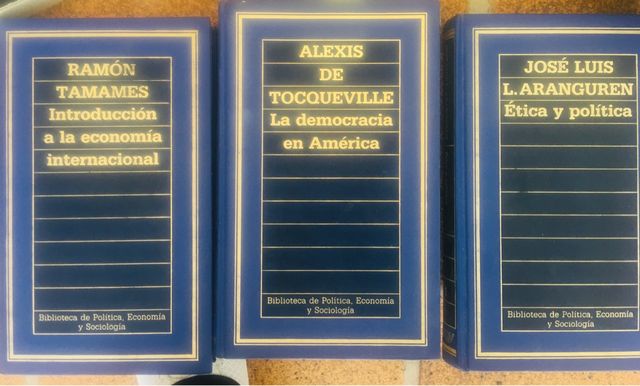 RAMÓN
TAMAMES
Introducción
a la economía
internacional
Biblioteca de Política, Economía
y Sociología
ALEXIS
DE
TOCQUEVILLE
La democracia
en América
Biblioteca de Política, Economía
y Sociología
JOSÉ LUIS
L. ARANGUREN
Ética y política
Biblioteca de Política, Economía
y Sociología